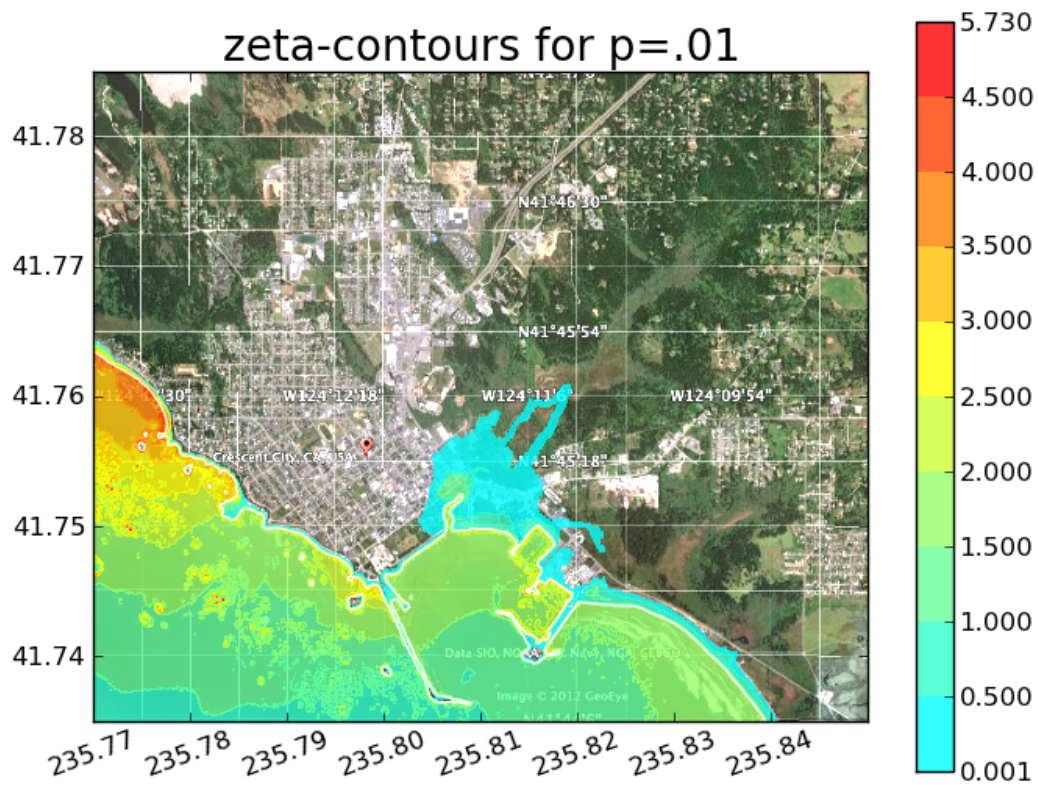 zeta-contours for p=.01
5.730
4.500
4.000
3.500
3.000
2.500
2.000
1.500
1.000
0.500
0.001
41.78
41.77
41.76
41.75
41.74
N41°46'30"
N41°45'54"
W124°12'18"
W124°11'6"
W124°09'54"
Crescent City, CA, USA
N41°45'18"
Image © 2012 GeoEye
235.77
235.78
235.79
235.80
235.81
235.82
235.83
235.84